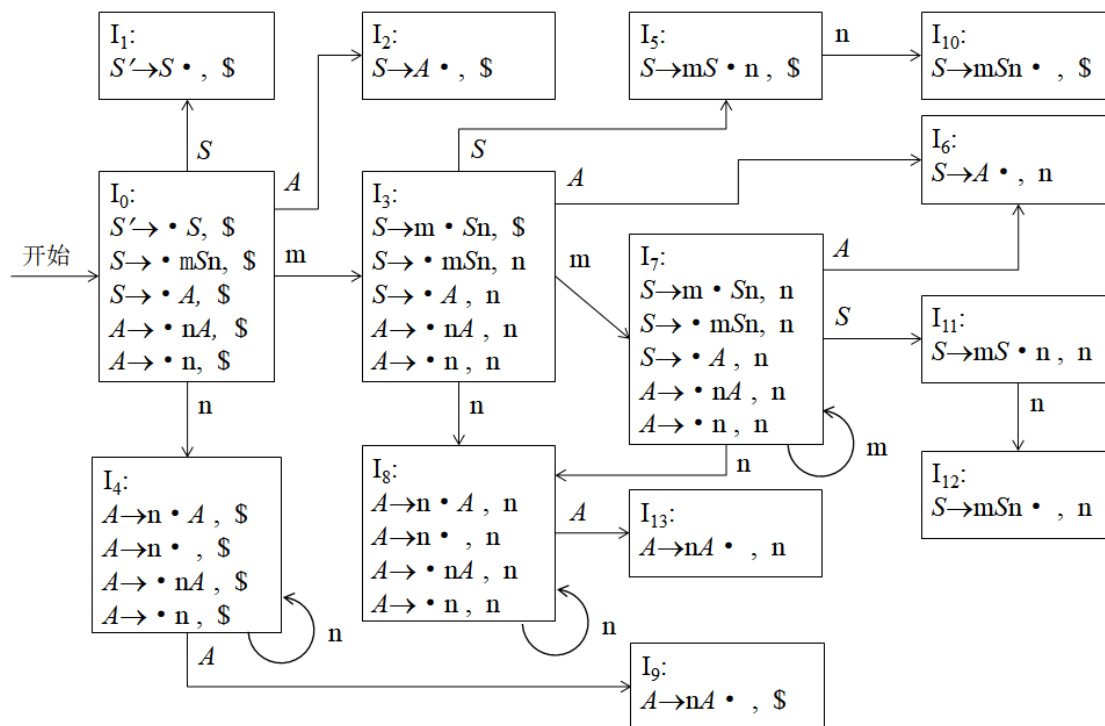 I₁:
S′→S·, $
I₂:
S→A·, $
I₅:
S→mS·n, $
n
I₁₀:
S→mSn·, $
S
A
S
A
I₆:
S→A·, n
开始
I₀:
S′→·S, $
S→·mSn, $
S→·A, $
A→·nA, $
A→·n, $
m
I₃:
S→m·Sn, $
S→·mSn, n
S→·A, n
A→·nA, n
A→·n, n
m
I₇:
S→m·Sn, n
S→·mSn, n
S→·A, n
A→·nA, n
A→·n, n
A
S
I₁₁:
S→mS·n, n
n
n
n
m
n
I₄:
A→n·A, $
A→n·, $
A→·nA, $
A→·n, $
n
A
I₈:
A→n·A, n
A→n·, n
A→·nA, n
A→·n, n
n
A
I₁₃:
A→nA·, n
I₁₂:
S→mSn·, n
I₉:
A→nA·, $